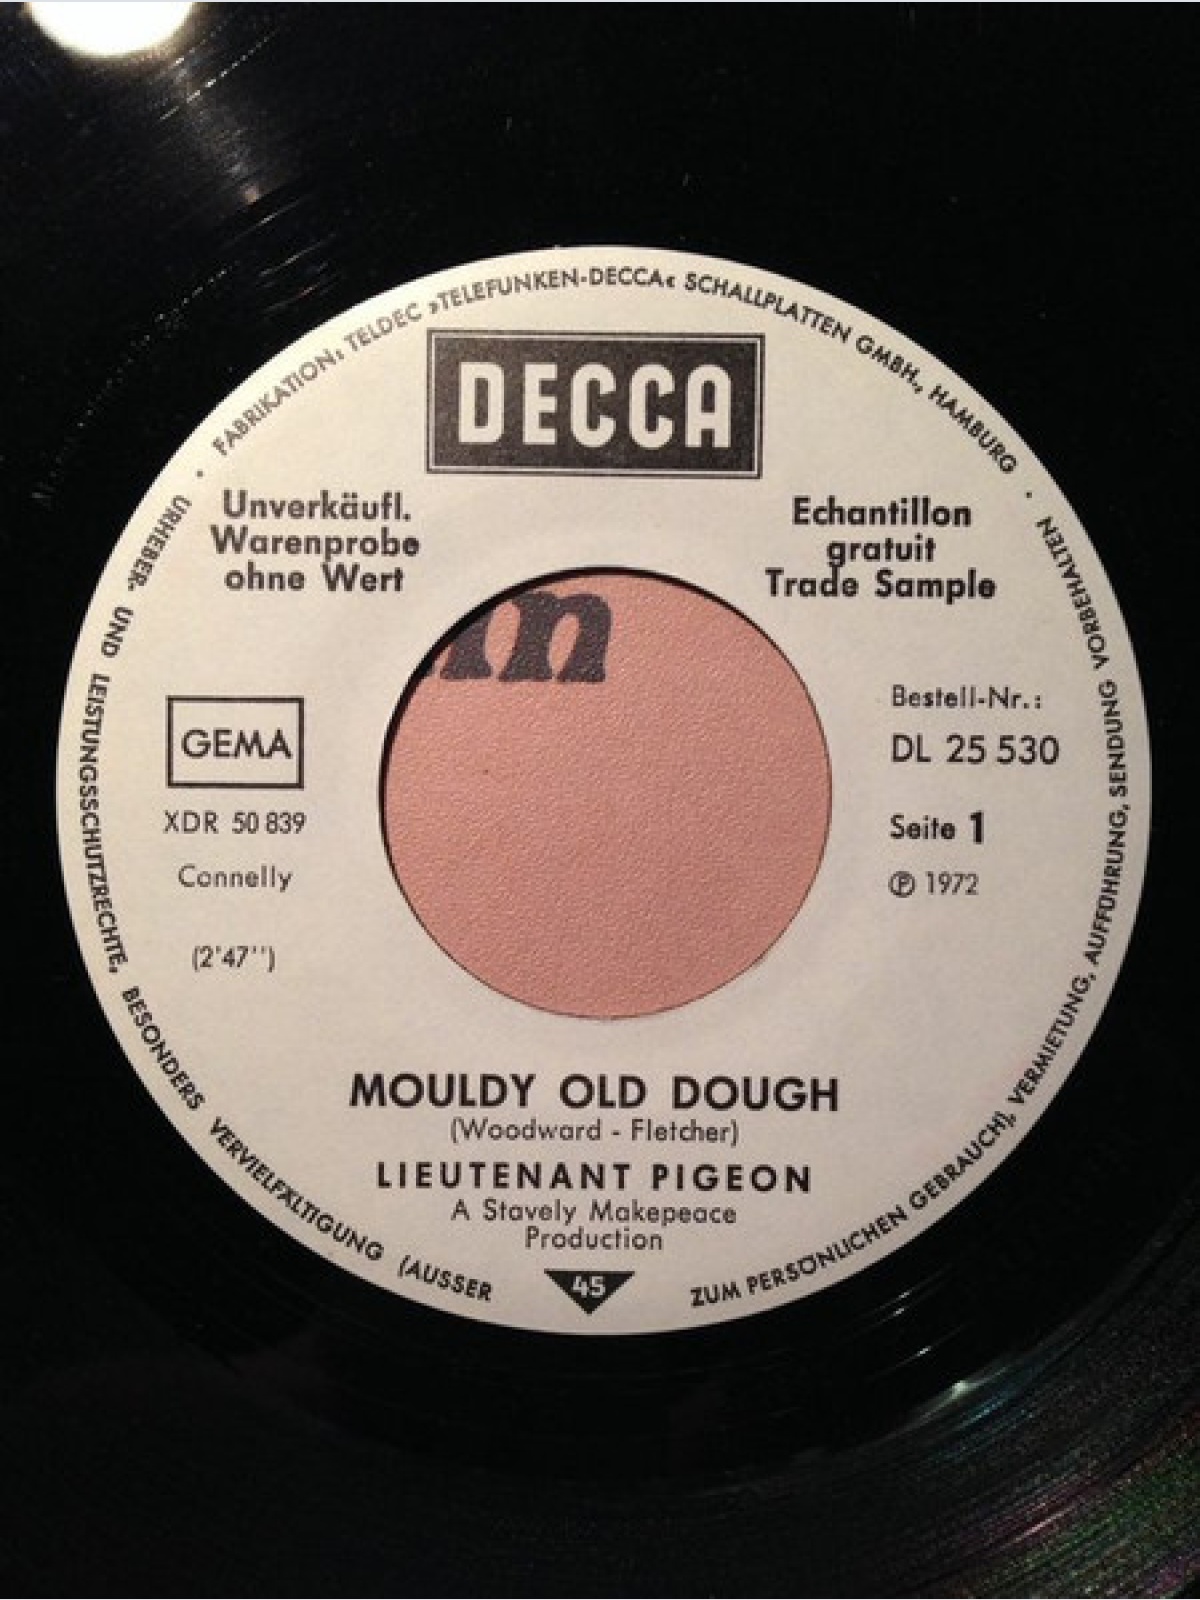 FABRIKATION: TELDEC »TELEFUNKEN-DECCA« SCHALLPLATTEN GMBH., HAMBURG ·
DECCA
Unverkäufl.
Warenprobe
ohne Wert
Echantillon
gratuit
Trade Sample
GEMA
XDR 50 839
Connelly
(2'47'')
Bestell-Nr.:
DL 25 530
Seite 1
Ⓟ 1972
MOULDY OLD DOUGH
(Woodward - Fletcher)
LIEUTENANT PIGEON
A Stavely Makepeace
Production
45
· URHEBER- UND LEISTUNGSSCHUTZRECHTE, BESONDERS VERVIELFÄLTIGUNG (AUSSER ZUM PERSÖNLICHEN GEBRAUCH), VERMIETUNG, AUFFÜHRUNG, SENDUNG VORBEHALTEN